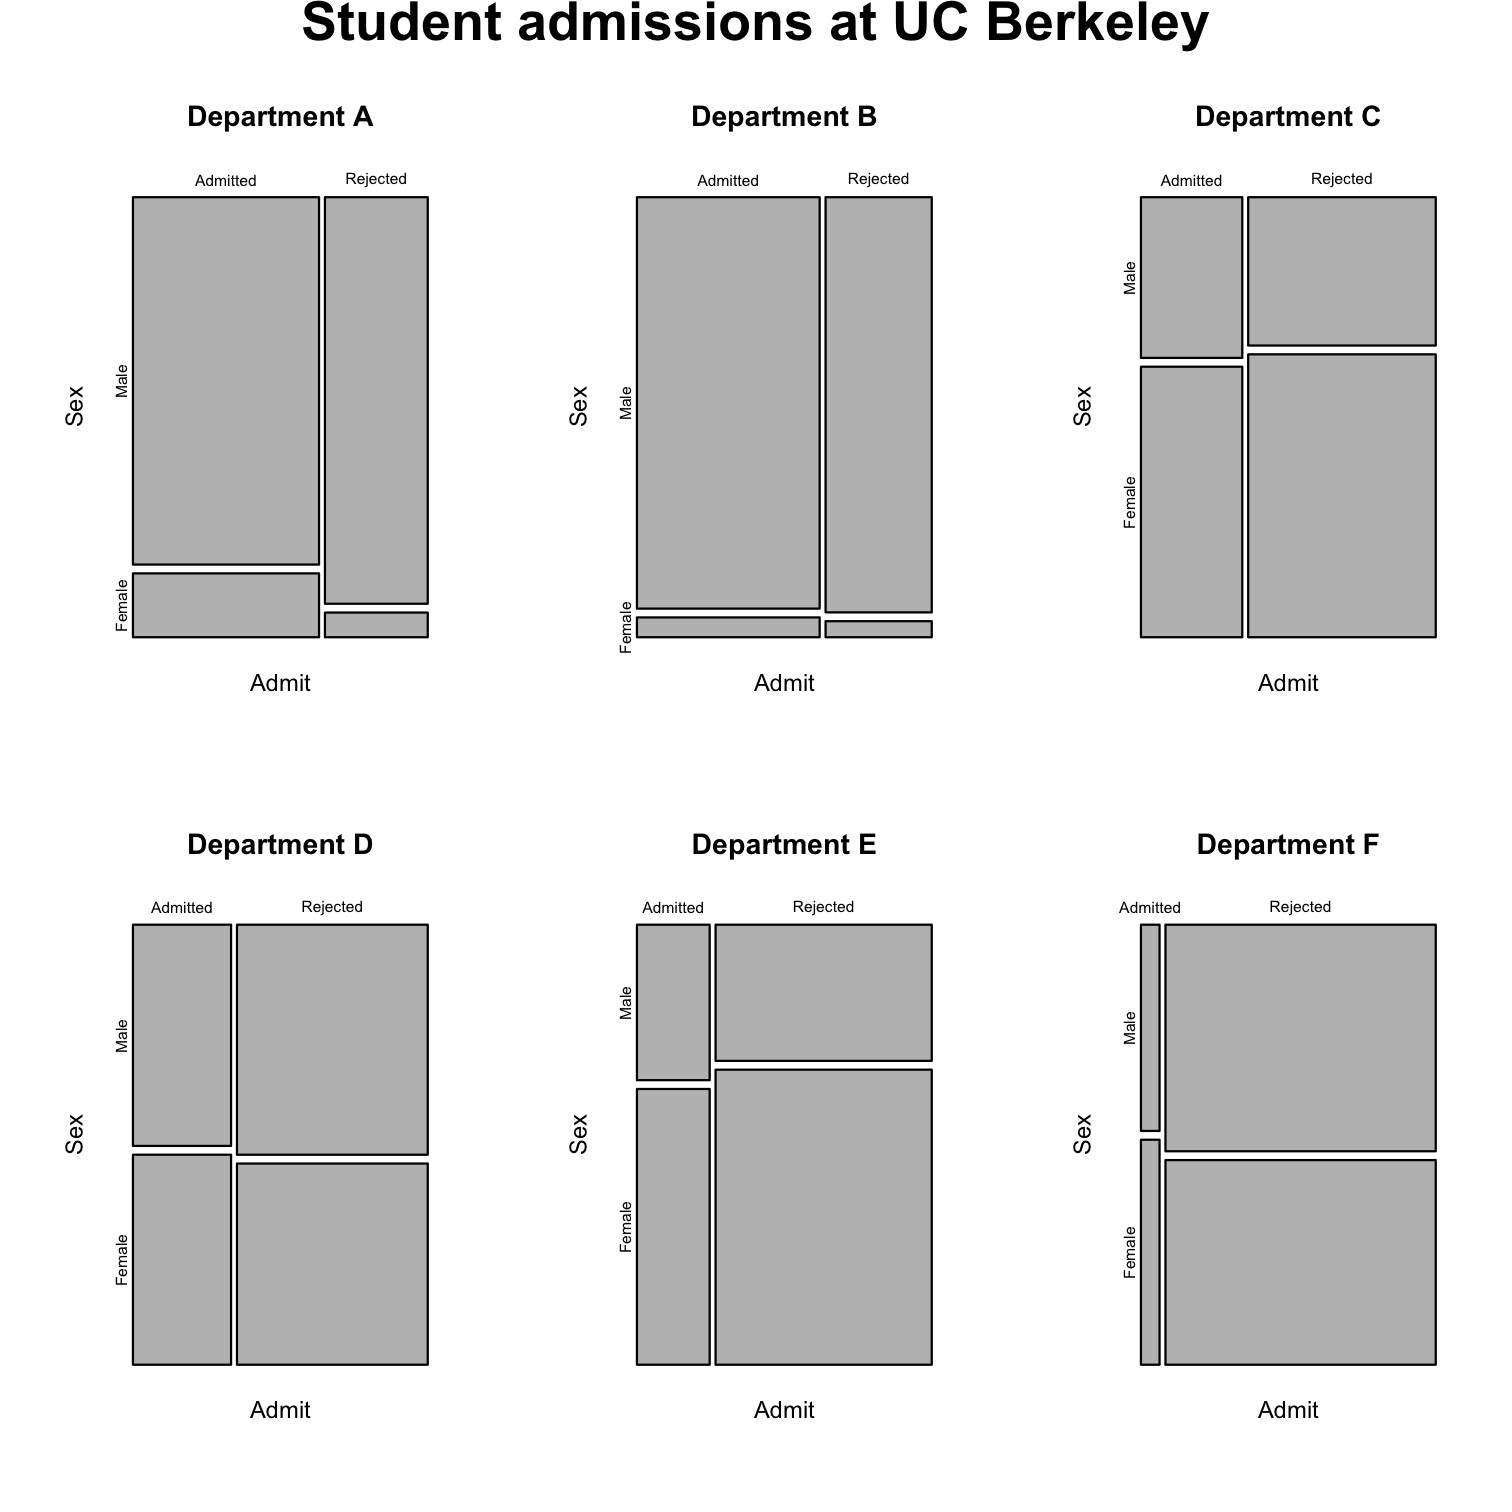 Student admissions at UC Berkeley
Department A
Admitted Rejected
Male
Female
Sex
Admit
Department B
Admitted Rejected
Male
Female
Sex
Admit
Department C
Admitted Rejected
Male
Female
Sex
Admit
Department D
Admitted Rejected
Male
Female
Sex
Admit
Department E
Admitted Rejected
Male
Female
Sex
Admit
Department F
Admitted Rejected
Male
Female
Sex
Admit